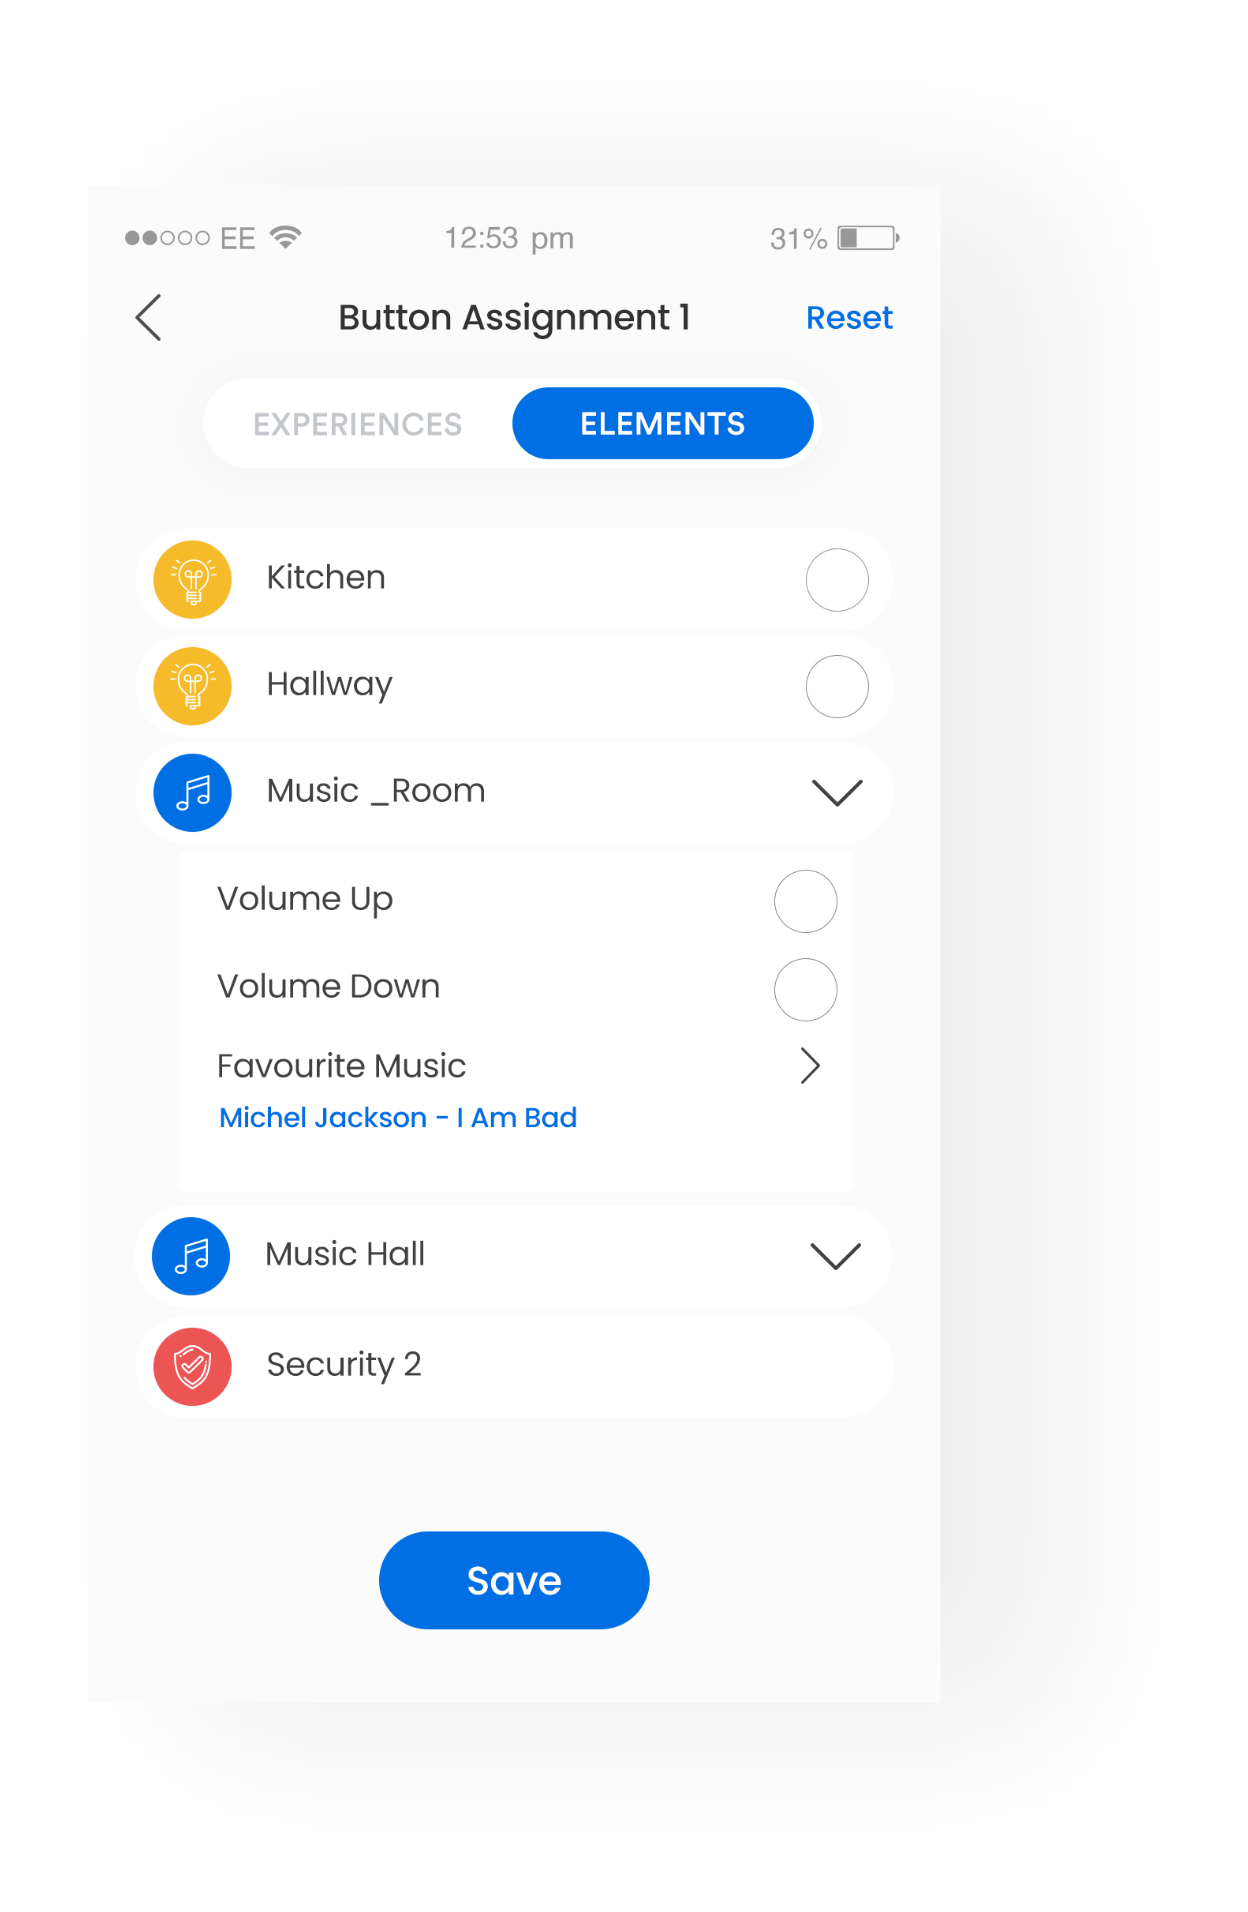 EE 12:53 pm 31%
Button Assignment 1 Reset
EXPERIENCES ELEMENTS
Kitchen
Hallway
Music _Room
Volume Up
Volume Down
Favourite Music
Michel Jackson - I Am Bad
Music Hall
Security 2
Save